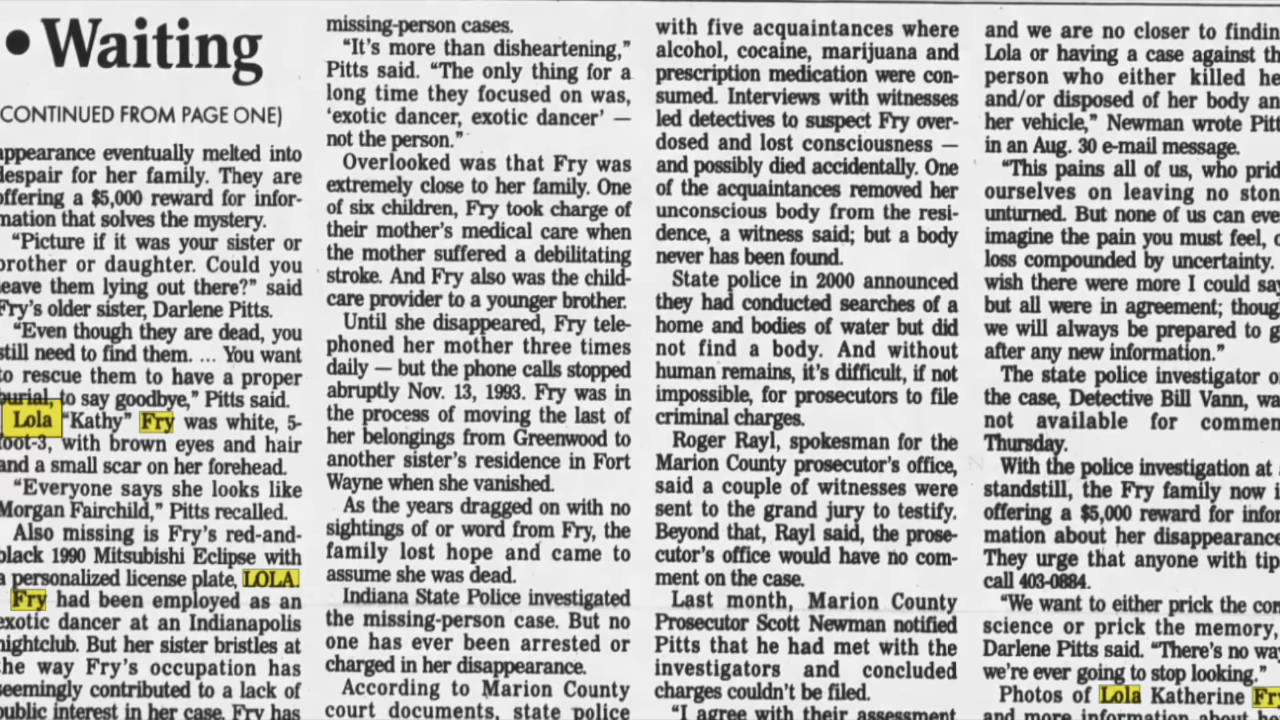 • Waiting
CONTINUED FROM PAGE ONE)
appearance eventually melted into
despair for her family. They are
offering a $5,000 reward for infor-
mation that solves the mystery.
“Picture if it was your sister or
brother or daughter. Could you
leave them lying out there?” said
Fry’s older sister, Darlene Pitts.
“Even though they are dead, you
still need to find them. ... You want
to rescue them to have a proper
burial, to say goodbye,” Pitts said.
Lola “Kathy” Fry was white, 5-
foot-3, with brown eyes and hair
and a small scar on her forehead.
“Everyone says she looks like
Morgan Fairchild,” Pitts recalled.
Also missing is Fry’s red-and-
black 1990 Mitsubishi Eclipse with
a personalized license plate, LOLA.
Fry had been employed as an
exotic dancer at an Indianapolis
nightclub. But her sister bristles at
the way Fry’s occupation has
seemingly contributed to a lack of
public interest in her case. Fry has
missing-person cases.
“It’s more than disheartening,”
Pitts said. “The only thing for a
long time they focused on was,
‘exotic dancer, exotic dancer’ —
not the person.”
Overlooked was that Fry was
extremely close to her family. One
of six children, Fry took charge of
their mother’s medical care when
the mother suffered a debilitating
stroke. And Fry also was the child-
care provider to a younger brother.
Until she disappeared, Fry tele-
phoned her mother three times
daily — but the phone calls stopped
abruptly Nov. 13, 1993. Fry was in
the process of moving the last of
her belongings from Greenwood to
another sister’s residence in Fort
Wayne when she vanished.
As the years dragged on with no
sightings of or word from Fry, the
family lost hope and came to
assume she was dead.
Indiana State Police investigated
the missing-person case. But no
one has ever been arrested or
charged in her disappearance.
According to Marion County
court documents, state police
with five acquaintances where
alcohol, cocaine, marijuana and
prescription medication were con-
sumed. Interviews with witnesses
led detectives to suspect Fry over-
dosed and lost consciousness —
and possibly died accidentally. One
of the acquaintances removed her
unconscious body from the resi-
dence, a witness said; but a body
never has been found.
State police in 2000 announced
they had conducted searches of a
home and bodies of water but did
not find a body. And without
human remains, it’s difficult, if not
impossible, for prosecutors to file
criminal charges.
Roger Rayl, spokesman for the
Marion County prosecutor’s office,
said a couple of witnesses were
sent to the grand jury to testify.
Beyond that, Rayl said, the prose-
cutor’s office would have no com-
ment on the case.
Last month, Marion County
Prosecutor Scott Newman notified
Pitts that he had met with the
investigators and concluded
charges couldn’t be filed.
“I agree with their assessment
and we are no closer to findin
Lola or having a case against th
person who either killed he
and/or disposed of her body an
her vehicle,” Newman wrote Pitt
in an Aug. 30 e-mail message.
“This pains all of us, who prid
ourselves on leaving no ston
unturned. But none of us can eve
imagine the pain you must feel, o
loss compounded by uncertainty.
wish there were more I could say
but all were in agreement; thoug
we will always be prepared to g
after any new information.”
The state police investigator o
the case, Detective Bill Vann, wa
not available for commen
Thursday.
With the police investigation at a
standstill, the Fry family now i
offering a $5,000 reward for infor
mation about her disappearance
They urge that anyone with tip
call 403-0884.
“We want to either prick the con
science or prick the memory,
Darlene Pitts said. “There’s no way
we’re ever going to stop looking.”
Photos of Lola Katherine Fry
and more information about